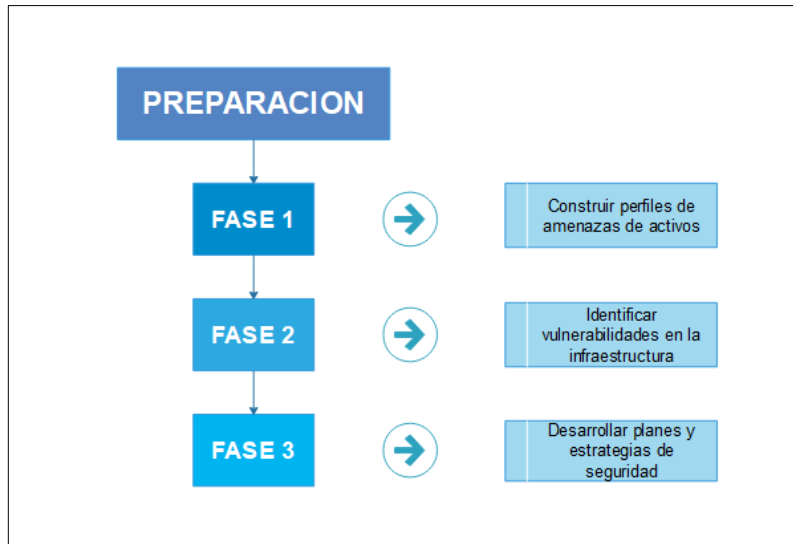 PREPARACION
FASE 1
Construir perfiles de
amenazas de activos
FASE 2
Identificar
vulnerabilidades en la
infraestructura
FASE 3
Desarrollar planes y
estrategias de
seguridad